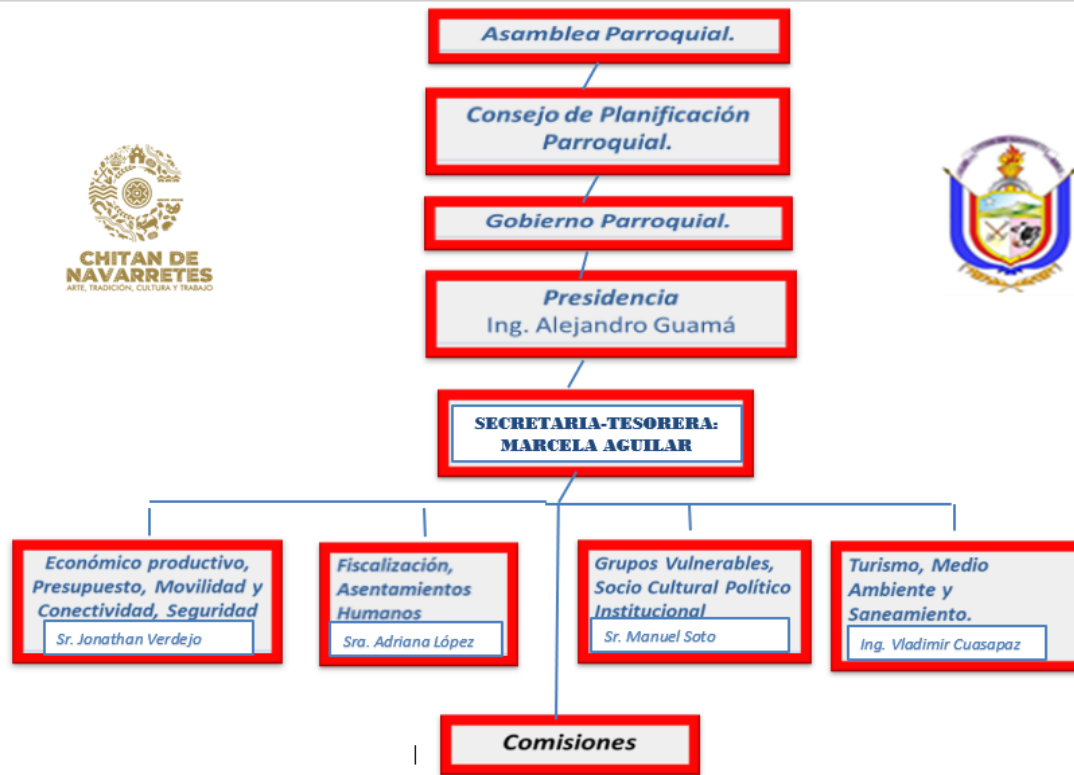 Asamblea Parroquial.
Consejo de Planificación
Parroquial.
Gobierno Parroquial.
CHITAN DE
NAVARRETES
ARTE, TRADICIÓN, CULTURA Y TRABAJO
Presidencia
Ing. Alejandro Guamá
SECRETARIA-TESORERA:
MARCELA AGUILAR
Económico productivo,
Presupuesto, Movilidad y
Conectividad, Seguridad
Sr. Jonathan Verdejo
Fiscalización,
Asentamientos
Humanos
Sra. Adriana López
Grupos Vulnerables,
Socio Cultural Político
Institucional
Sr. Manuel Soto
Turismo, Medio
Ambiente y
Saneamiento.
Ing. Vladimir Cuasapaz
Comisiones